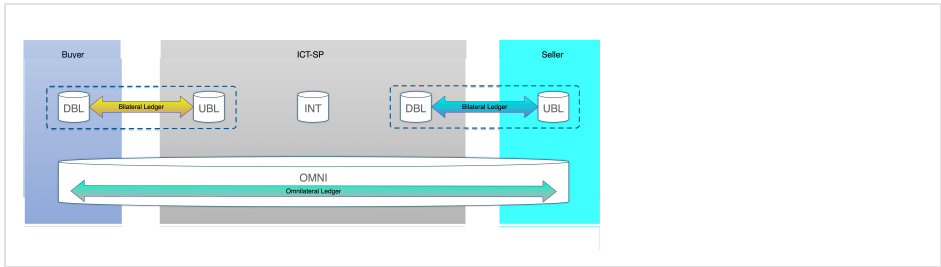 Buyer
ICT-SP
Seller
DBL
Bilateral Ledger
UBL
INT
DBL
Bilateral Ledger
UBL
OMNI
Omnilateral Ledger